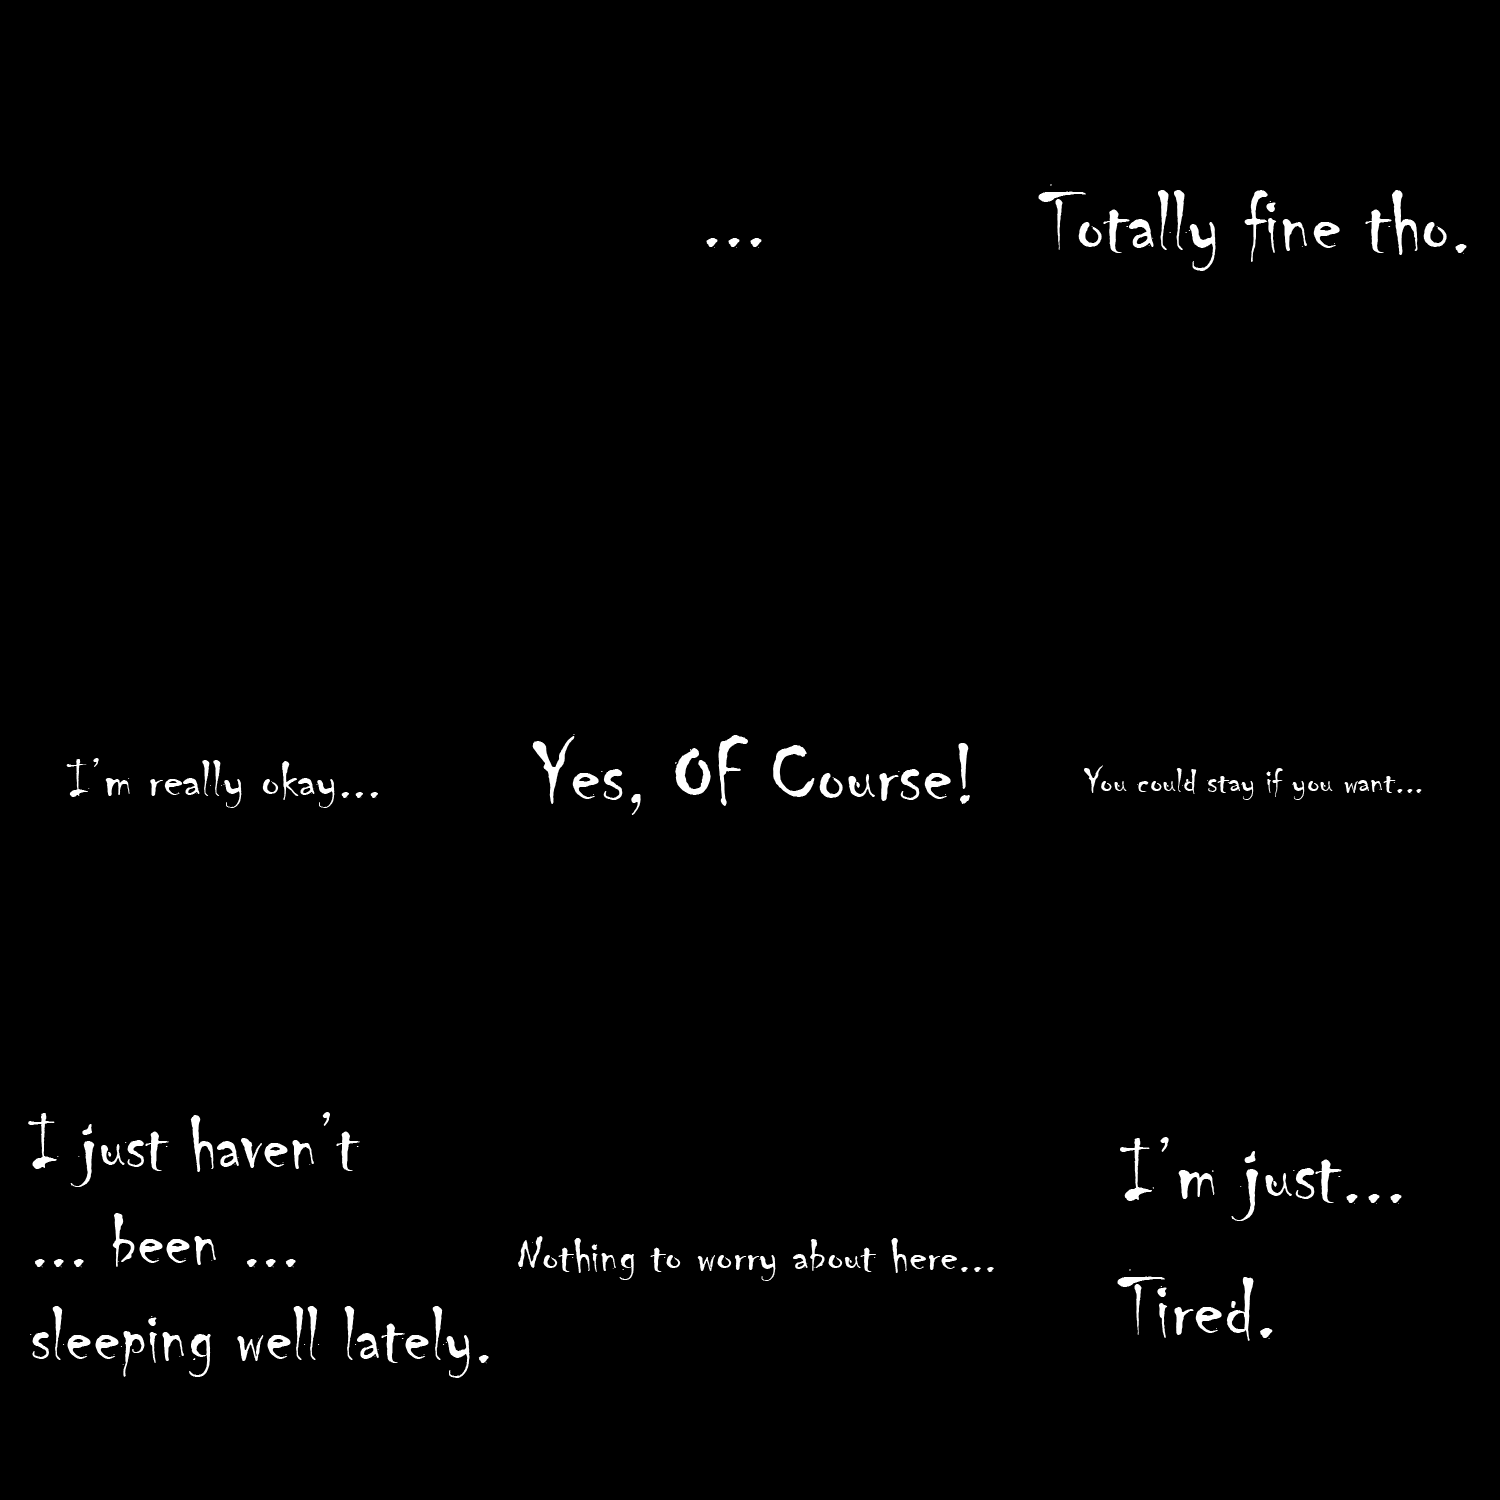 ...
Totally fine tho.
I'm really okay...
Yes, OF Course!
You could stay if you want...
I just haven't
... been ...
sleeping well lately.
Nothing to worry about here...
I'm just...
Tired.